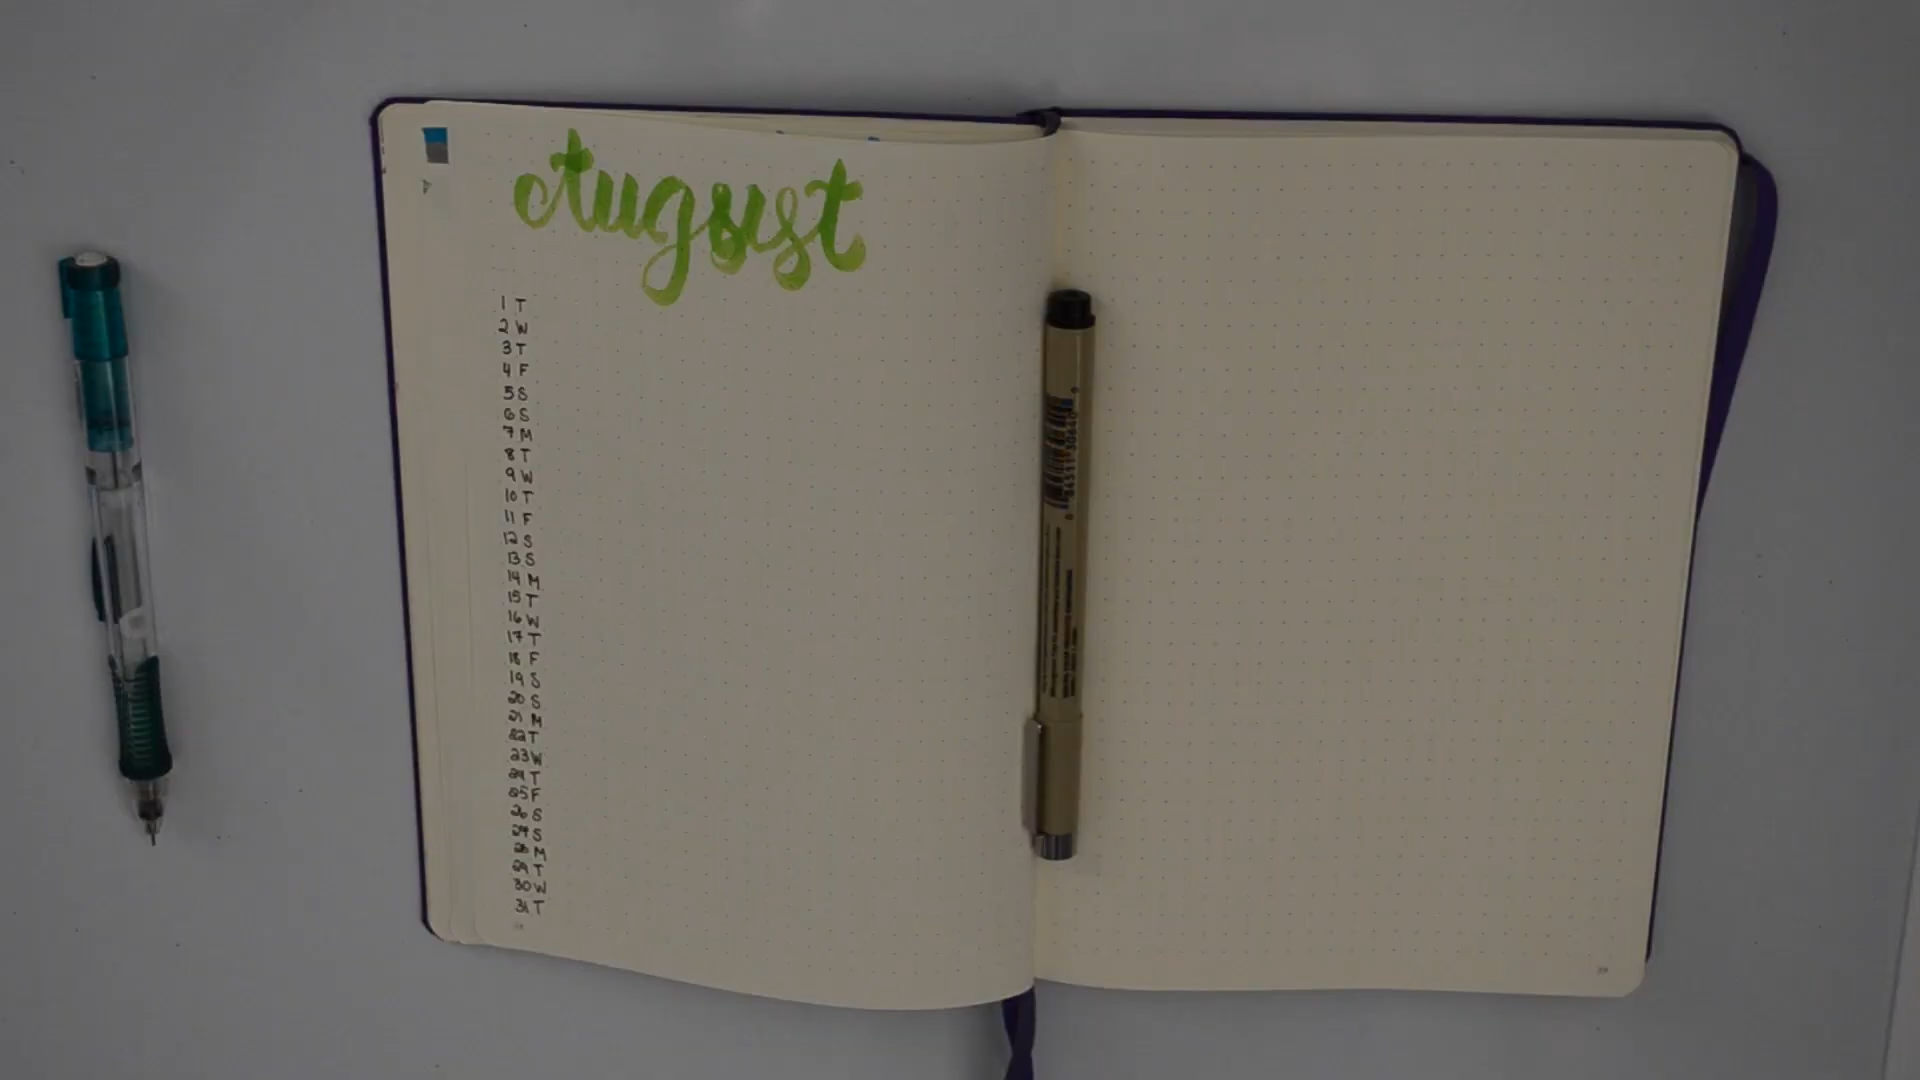 August
1 T
2 W
3 T
4 F
5 S
6 S
7 M
8 T
9 W
10 T
11 F
12 S
13 S
14 M
15 T
16 W
17 T
18 F
19 S
20 S
21 M
22 T
23 W
24 T
25 F
26 S
27 S
28 M
29 T
30 W
31 T